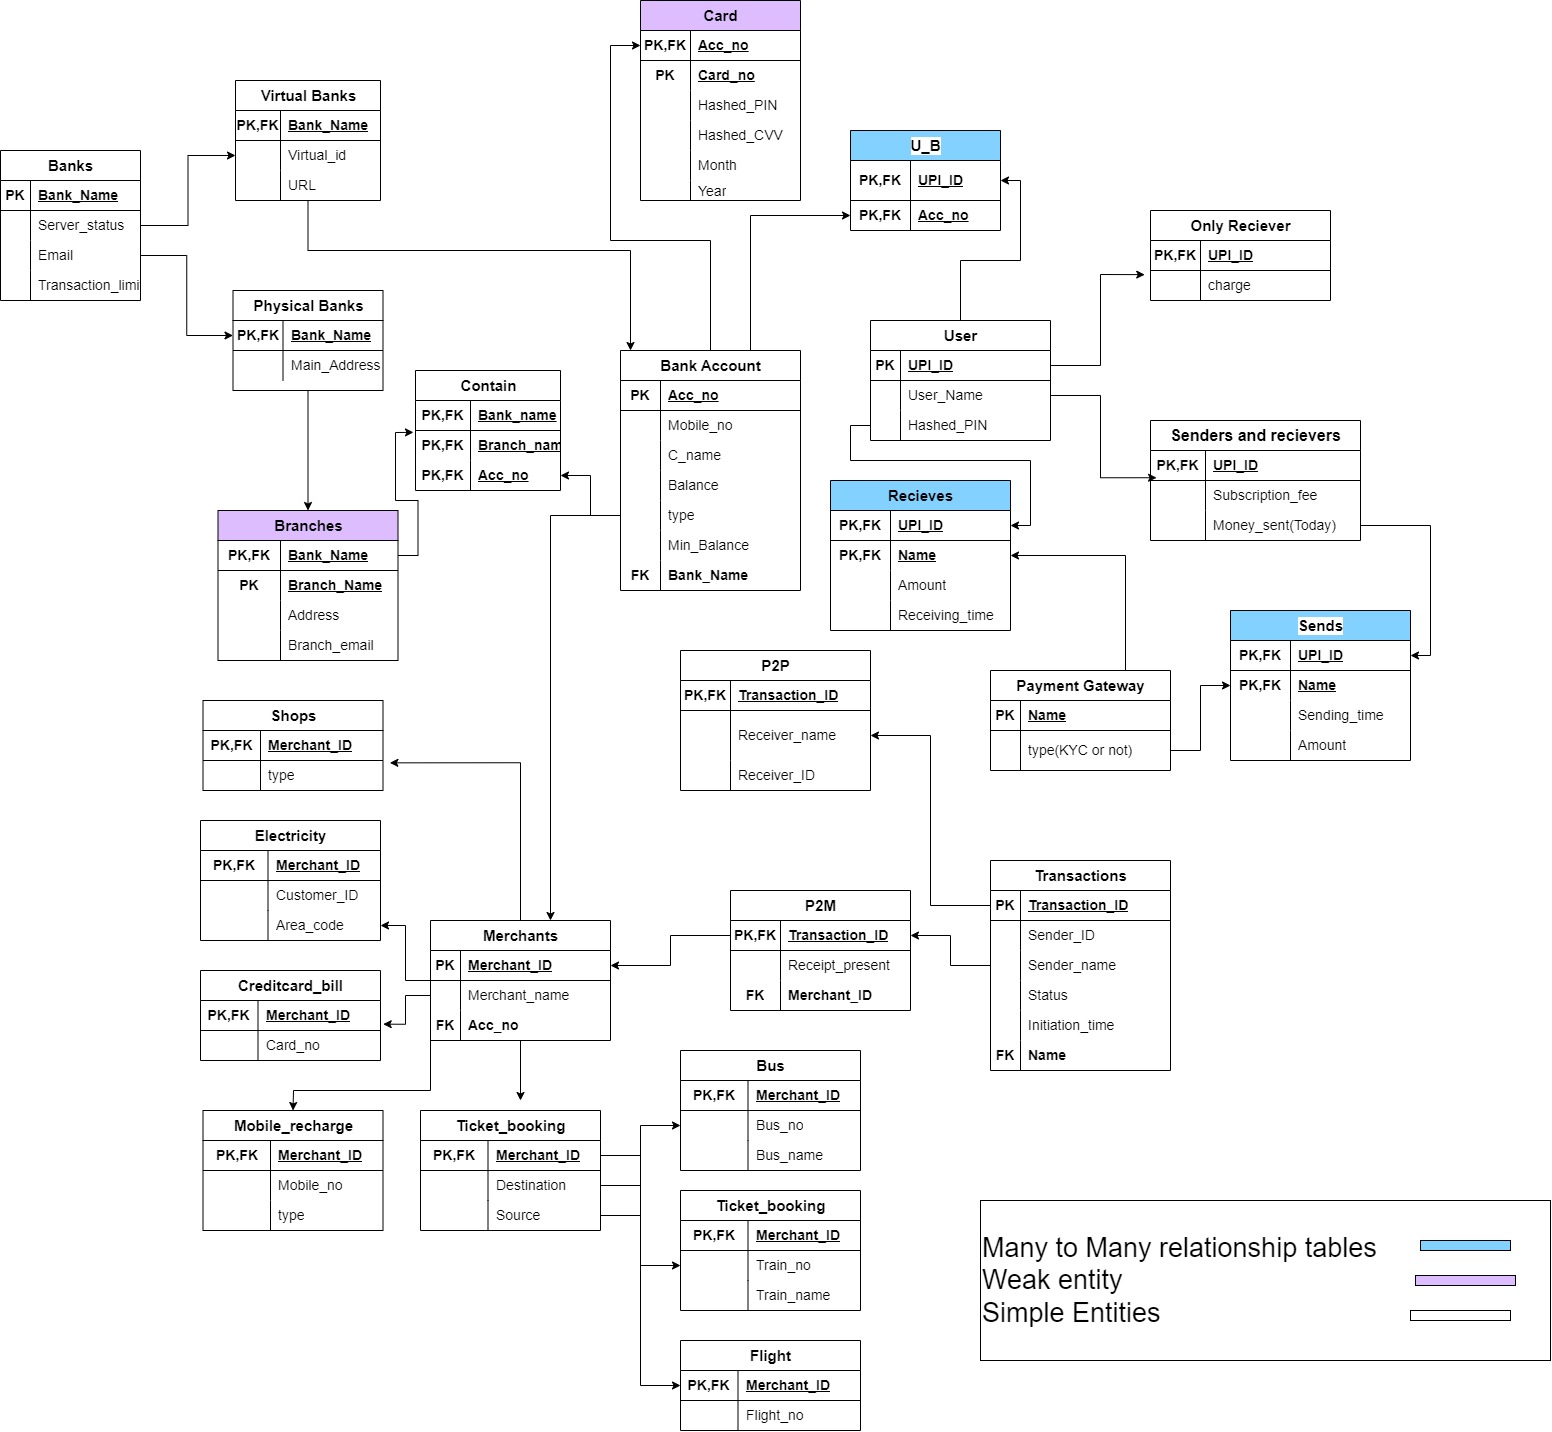 Card
PK,FK Acc_no
PK Card_no
Hashed_PIN
Hashed_CVV
Month
Year
Virtual Banks
PK,FK Bank_Name
Virtual_id
URL
Banks
PK Bank_Name
Server_status
Email
Transaction_limi
U_B
PK,FK UPI_ID
PK,FK Acc_no
Only Reciever
PK,FK UPI_ID
charge
Physical Banks
PK,FK Bank_Name
Main_Address
User
PK UPI_ID
User_Name
Hashed_PIN
Bank Account
PK Acc_no
Mobile_no
C_name
Balance
type
Min_Balance
FK Bank_Name
Contain
PK,FK Bank_name
PK,FK Branch_nam
PK,FK Acc_no
Senders and recievers
PK,FK UPI_ID
Subscription_fee
Money_sent(Today)
Recieves
PK,FK UPI_ID
PK,FK Name
Amount
Receiving_time
Branches
PK,FK Bank_Name
PK Branch_Name
Address
Branch_email
Sends
PK,FK UPI_ID
PK,FK Name
Sending_time
Amount
P2P
PK,FK Transaction_ID
Receiver_name
Receiver_ID
Payment Gateway
PK Name
type(KYC or not)
Shops
PK,FK Merchant_ID
type
Electricity
PK,FK Merchant_ID
Customer_ID
Area_code
Transactions
PK Transaction_ID
Sender_ID
Sender_name
Status
Initiation_time
FK Name
P2M
PK,FK Transaction_ID
Receipt_present
FK Merchant_ID
Merchants
PK Merchant_ID
Merchant_name
FK Acc_no
Creditcard_bill
PK,FK Merchant_ID
Card_no
Bus
PK,FK Merchant_ID
Bus_no
Bus_name
Mobile_recharge
PK,FK Merchant_ID
Mobile_no
type
Ticket_booking
PK,FK Merchant_ID
Destination
Source
Ticket_booking
PK,FK Merchant_ID
Train_no
Train_name
Flight
PK,FK Merchant_ID
Flight_no
Many to Many relationship tables
Weak entity
Simple Entities